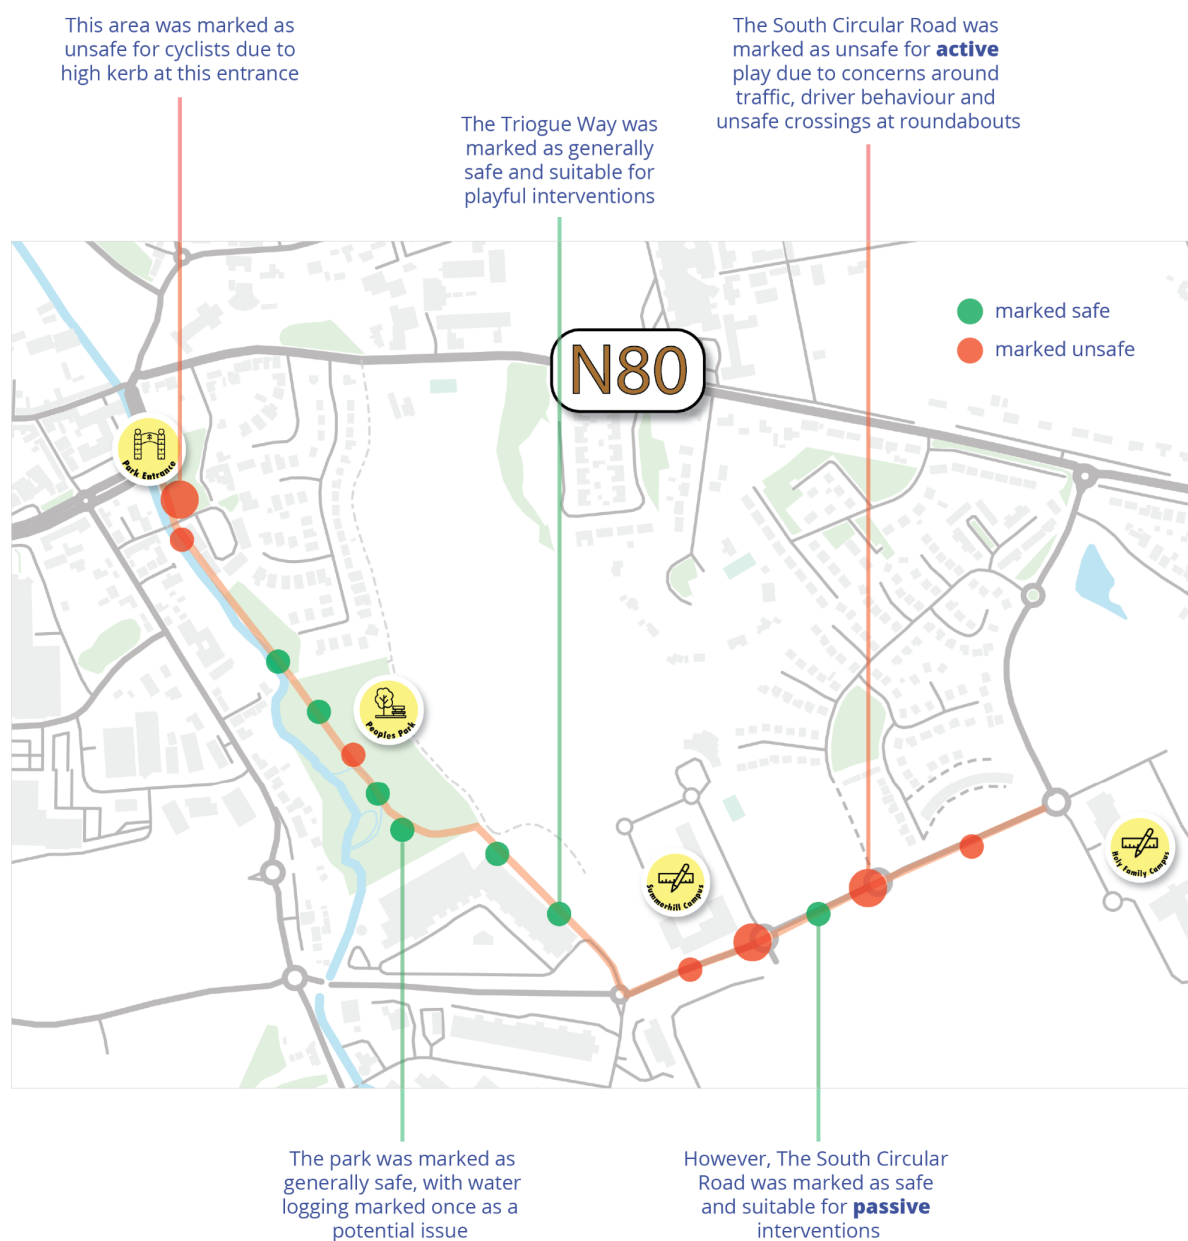 This area was marked as
unsafe for cyclists due to
high kerb at this entrance
The Triogue Way was
marked as generally
safe and suitable for
playful interventions
The South Circular Road was
marked as unsafe for active
play due to concerns around
traffic, driver behaviour and
unsafe crossings at roundabouts
marked safe
marked unsafe
N80
Park Entrance
Peoples Park
Summerhill Campus
Holy Family Campus
The park was marked as
generally safe, with water
logging marked once as a
potential issue
However, The South Circular
Road was marked as safe
and suitable for passive
interventions